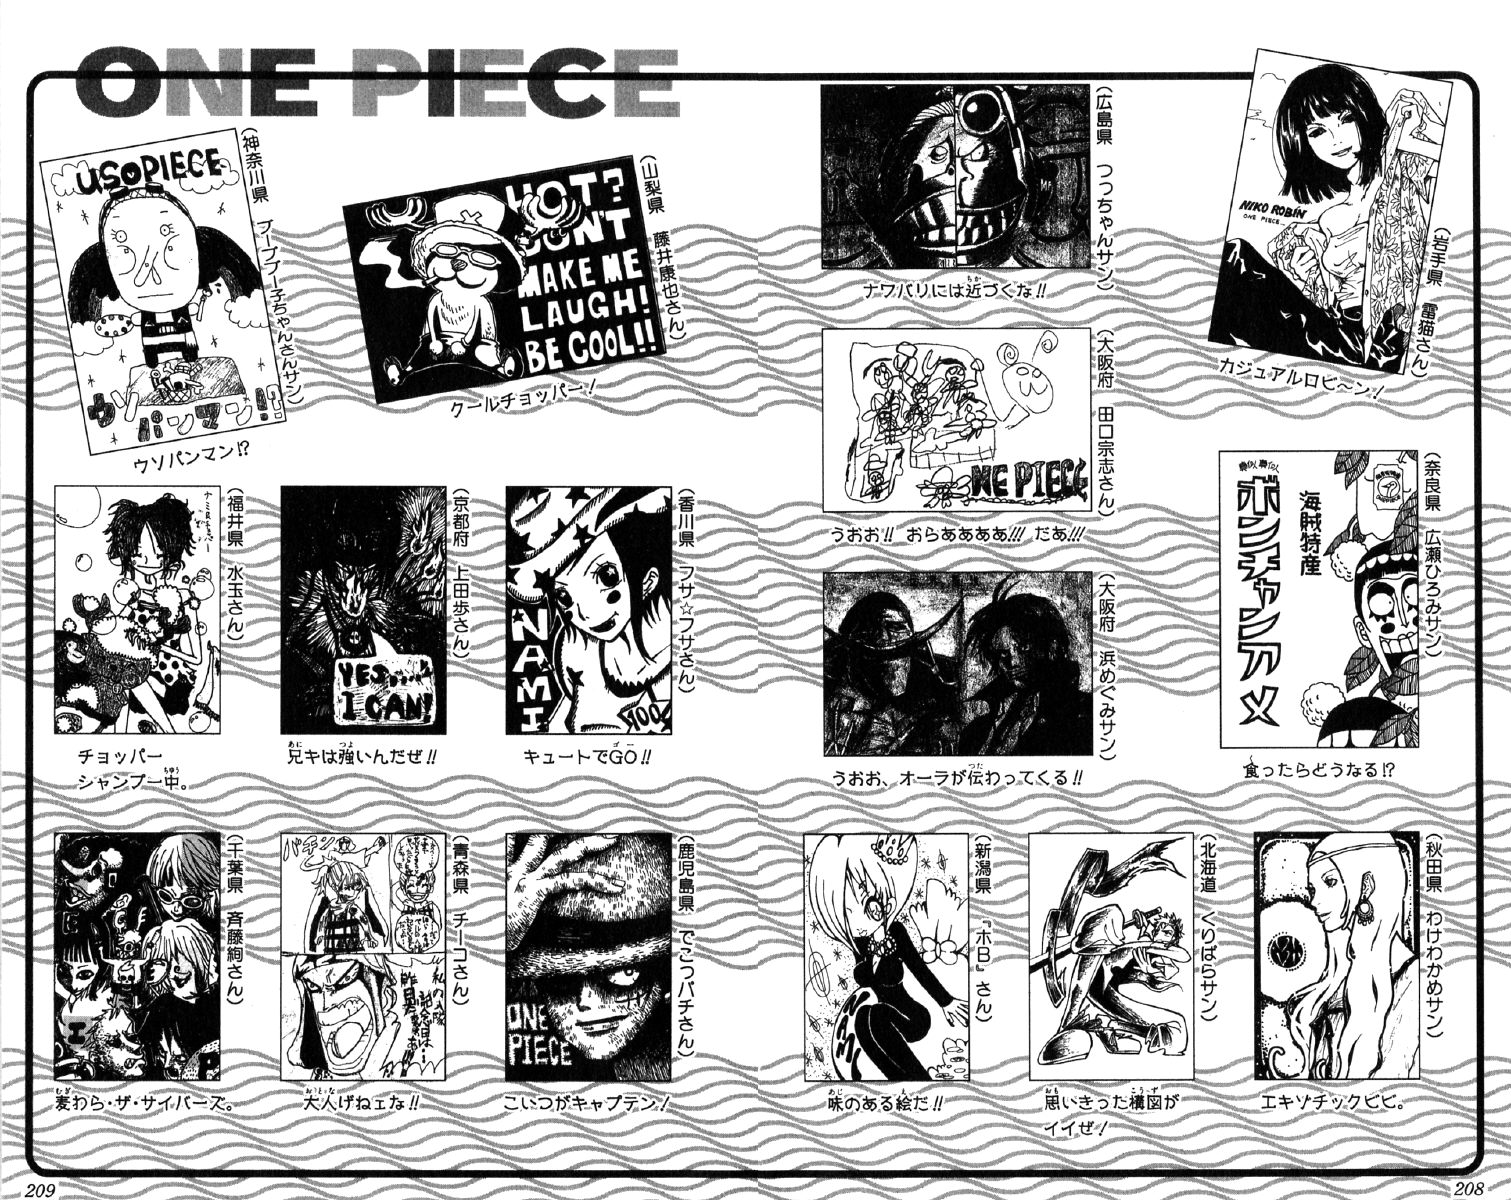 ONE PIECE
NIKO ROBIN
ONE PIECE
(岩手県 雷猫さん)
カジュアルロビ〜ン!
(広島県 つっちゃんサン)
ナワバリには近づくな!!
(大阪府 田口宗志さん)
NE PIECE
うおお!! おらああああ!!! だあ!!!
(奈良県 広瀬ひろみサン)
海賊特産
ボンチャンアメ
食ったらどうなる!?
(大阪府 浜めぐみサン)
うおお、オーラが伝わってくる!!
(秋田県 わけわかめサン)
エキゾチックビビ。
(北海道 くりばらサン)
思いきった構図が
イイぜ!
(新潟県 『ホB』さん)
味のある絵だ!!
208
(神奈川県 プーププー子ちゃんさんサン)
USOPIECE
ウソパンマン!?
ウソパンマン!?
(山梨県 藤井康也さん)
HOT?
DON'T
MAKE ME
LAUGH!
BE COOL!!
クールチョッパー!
(香川県 フサ☆フサさん)
NAMI
キュートでGO!!
(京都府 上田歩さん)
YES......
I CAN!
兄キは強いんだぜ!!
(福井県 水玉さん)
チョッパー
シャンプー中。
(鹿児島県 でこっパチさん)
ONE
PIECE
こいつがキャプテン!
(青森県 チーコさん)
大人げねェな!!
(千葉県 斉藤絢さん)
麦わら・ザ・サイバーズ。
209